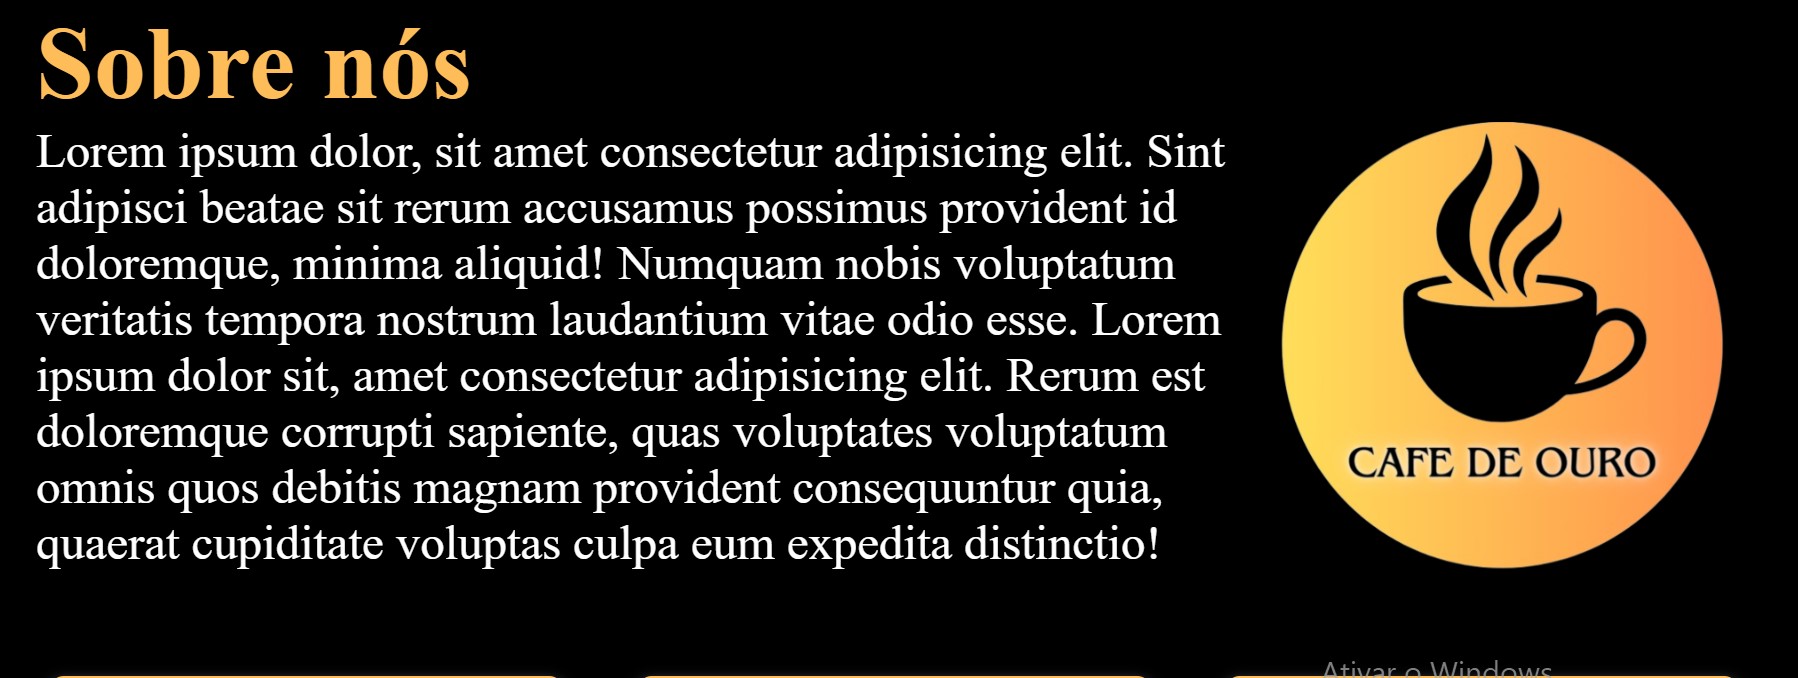 Sobre nós
Lorem ipsum dolor, sit amet consectetur adipisicing elit. Sint
adipisci beatae sit rerum accusamus possimus provident id
doloremque, minima aliquid! Numquam nobis voluptatum
veritatis tempora nostrum laudantium vitae odio esse. Lorem
ipsum dolor sit, amet consectetur adipisicing elit. Rerum est
doloremque corrupti sapiente, quas voluptates voluptatum
omnis quos debitis magnam provident consequuntur quia,
quaerat cupiditate voluptas culpa eum expedita distinctio!
CAFE DE OURO
Ativar o Windows